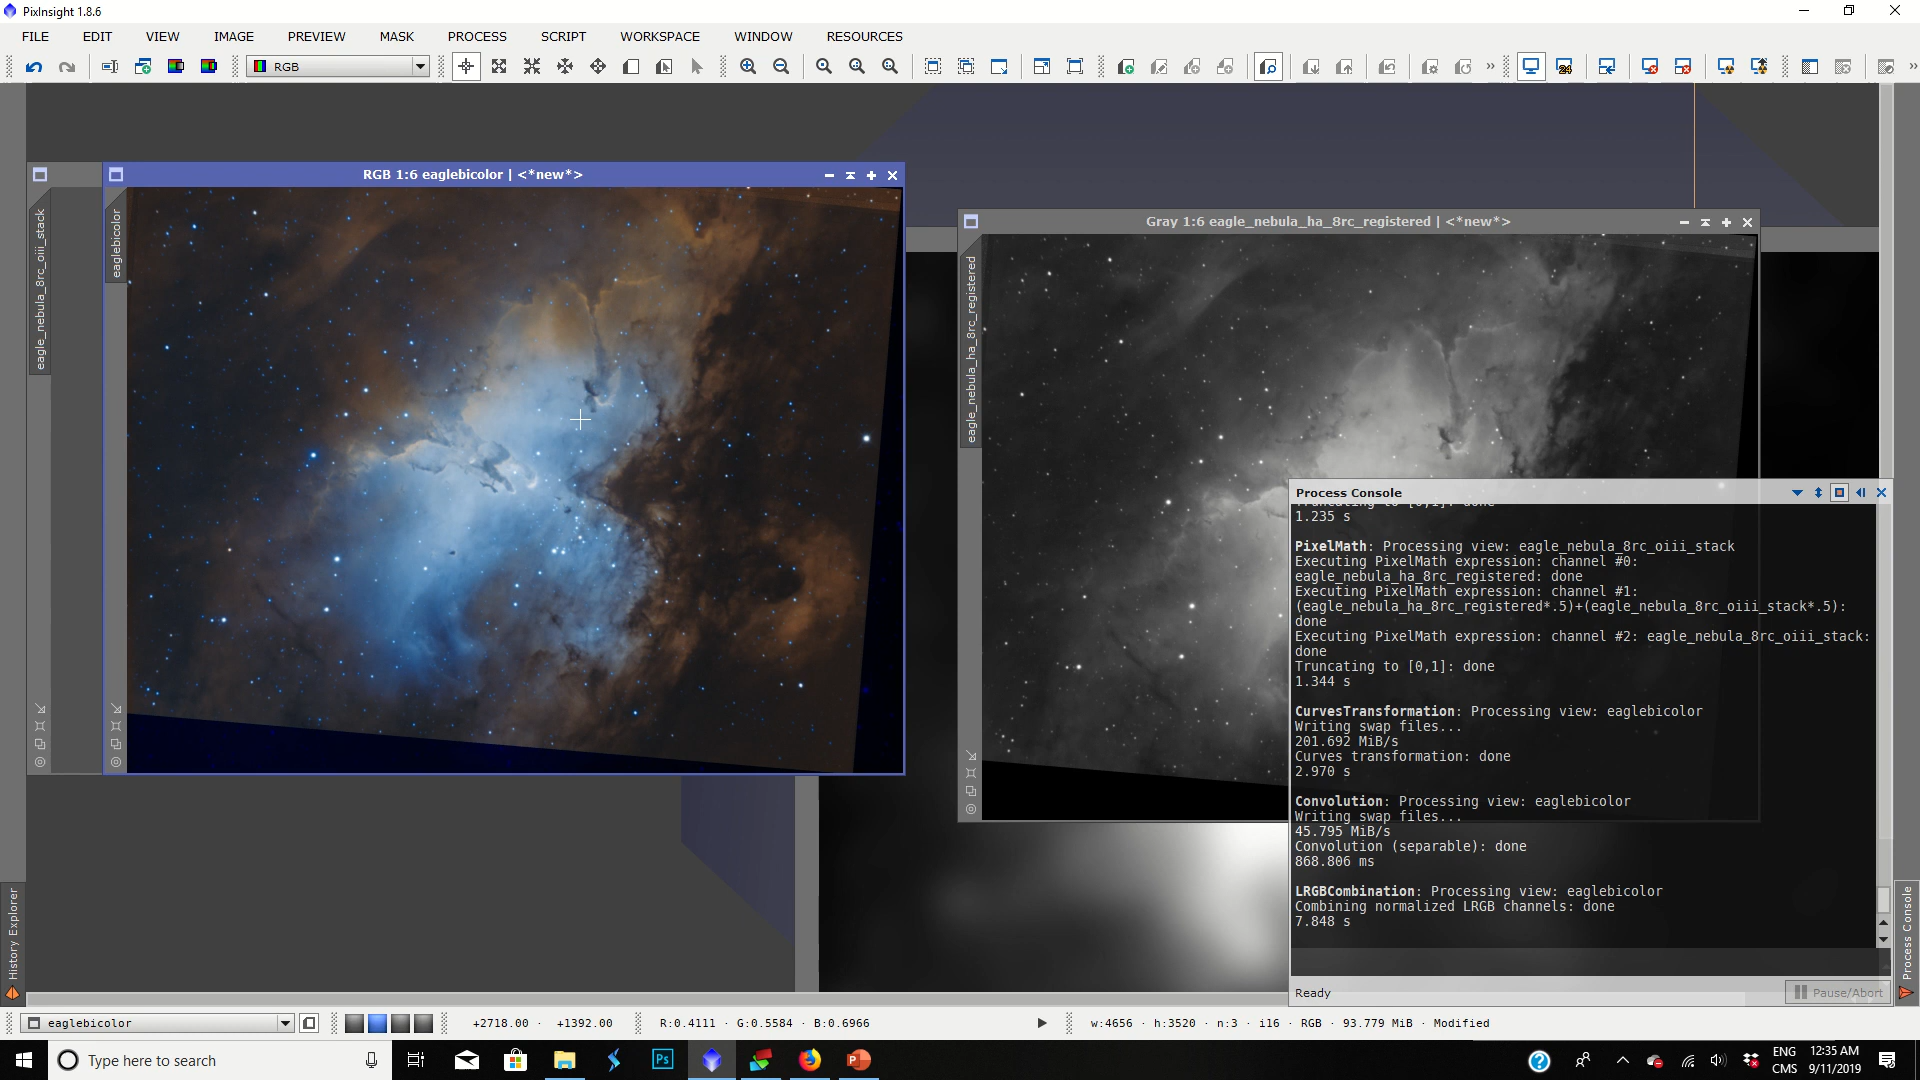 PixInsight 1.8.6
FILE EDIT VIEW IMAGE PREVIEW MASK PROCESS SCRIPT WORKSPACE WINDOW RESOURCES
RGB
24
RGB 1:6 eaglebicolor | <*new*>
eagle_nebula_8rc_oiii_stack
eaglebicolor
Gray 1:6 eagle_nebula_ha_8rc_registered | <*new*>
eagle_nebula_ha_8rc_registered
Process Console
Truncating to [0,1]: done
1.235 s
PixelMath: Processing view: eagle_nebula_8rc_oiii_stack
Executing PixelMath expression: channel #0:
eagle_nebula_ha_8rc_registered: done
Executing PixelMath expression: channel #1:
(eagle_nebula_ha_8rc_registered*.5)+(eagle_nebula_8rc_oiii_stack*.5):
done
Executing PixelMath expression: channel #2: eagle_nebula_8rc_oiii_stack:
done
Truncating to [0,1]: done
1.344 s
CurvesTransformation: Processing view: eaglebicolor
Writing swap files...
201.692 MiB/s
Curves transformation: done
2.970 s
Convolution: Processing view: eaglebicolor
Writing swap files...
45.795 MiB/s
Convolution (separable): done
868.806 ms
LRGBCombination: Processing view: eaglebicolor
Combining normalized LRGB channels: done
7.848 s
Ready
Pause/Abort
History Explorer
Process Console
eaglebicolor
+2718.00 · +1392.00
R:0.4111 · G:0.5584 · B:0.6966
w:4656 · h:3520 · n:3 · i16 · RGB · 93.779 MiB · Modified
Type here to search
Ps
ENG
CMS
12:35 AM
9/11/2019